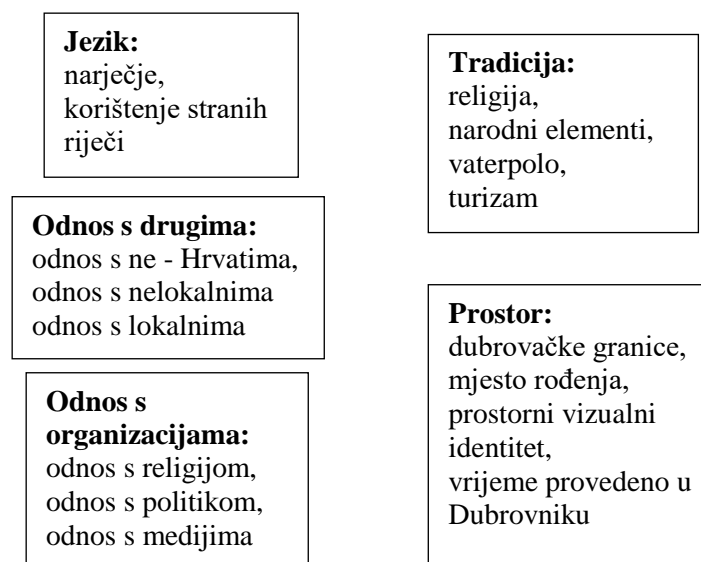 Jezik:
narječje,
korištenje stranih
riječi
Odnos s drugima:
odnos s ne - Hrvatima,
odnos s nelokalnima
odnos s lokalnima
Odnos s
organizacijama:
odnos s religijom,
odnos s politikom,
odnos s medijima
Tradicija:
religija,
narodni elementi,
vaterpolo,
turizam
Prostor:
dubrovačke granice,
mjesto rođenja,
prostorni vizualni
identitet,
vrijeme provedeno u
Dubrovniku